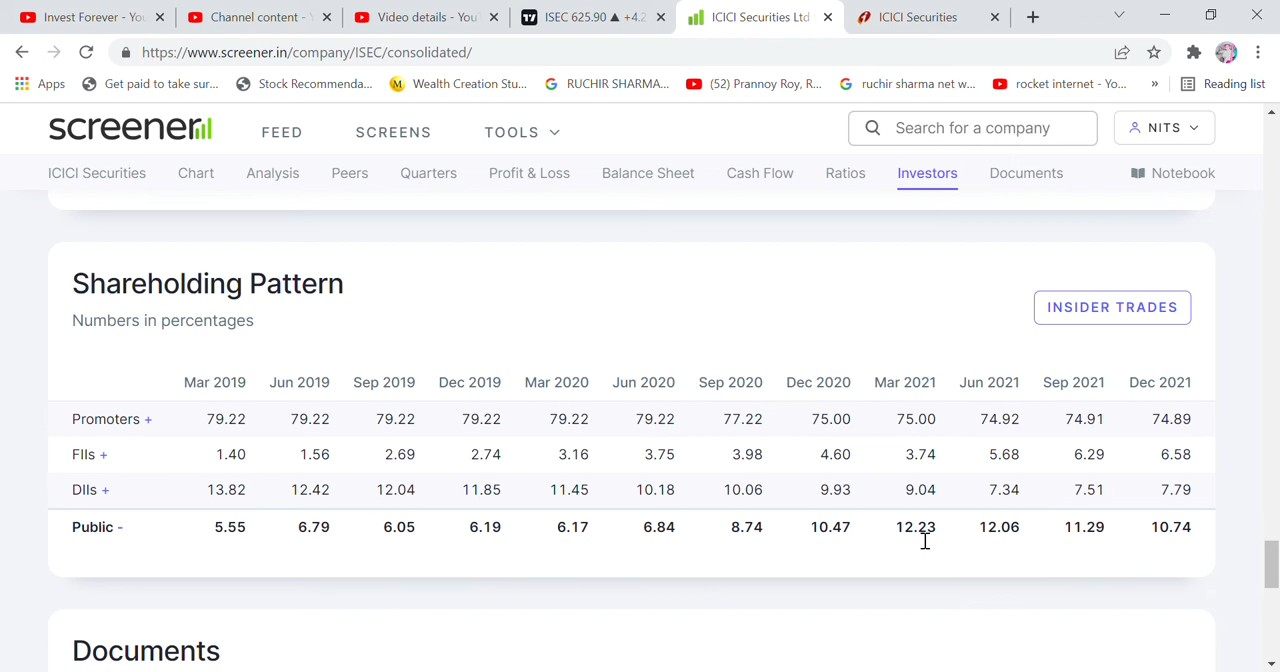 Invest Forever - Yo
Channel content -
Video details - You
ISEC 625.90 ▲ +4.2
ICICI Securities Ltd
ICICI Securities
https://www.screener.in/company/ISEC/consolidated/
Apps
Get paid to take sur...
Stock Recommenda...
Wealth Creation Stu...
RUCHIR SHARMA...
(52) Prannoy Roy, R...
ruchir sharma net w...
rocket internet - Yo...
»
Reading list
screener
FEED
SCREENS
TOOLS
Search for a company
NITS
ICICI Securities Chart Analysis Peers Quarters Profit & Loss Balance Sheet Cash Flow Ratios Investors Documents Notebook
Shareholding Pattern
Numbers in percentages
INSIDER TRADES
Mar 2019 Jun 2019 Sep 2019 Dec 2019 Mar 2020 Jun 2020 Sep 2020 Dec 2020 Mar 2021 Jun 2021 Sep 2021 Dec 2021
Promoters + 79.22 79.22 79.22 79.22 79.22 79.22 77.22 75.00 75.00 74.92 74.91 74.89
FIIs + 1.40 1.56 2.69 2.74 3.16 3.75 3.98 4.60 3.74 5.68 6.29 6.58
DIIs + 13.82 12.42 12.04 11.85 11.45 10.18 10.06 9.93 9.04 7.34 7.51 7.79
Public - 5.55 6.79 6.05 6.19 6.17 6.84 8.74 10.47 12.23 12.06 11.29 10.74
Documents